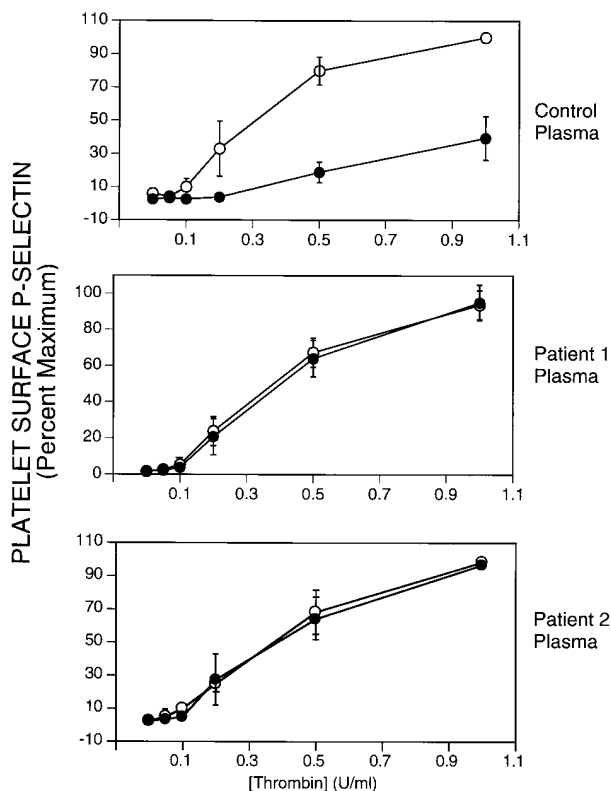 PLATELET SURFACE P-SELECTIN
(Percent Maximum)
110
90
70
50
30
10
-10
0.1 0.3 0.5 0.7 0.9 1.1
Control
Plasma
100
80
60
40
20
0
0.1 0.3 0.5 0.7 0.9 1.1
Patient 1
Plasma
110
90
70
50
30
10
-10
0.1 0.3 0.5 0.7 0.9 1.1
Patient 2
Plasma
[Thrombin] (U/ml)